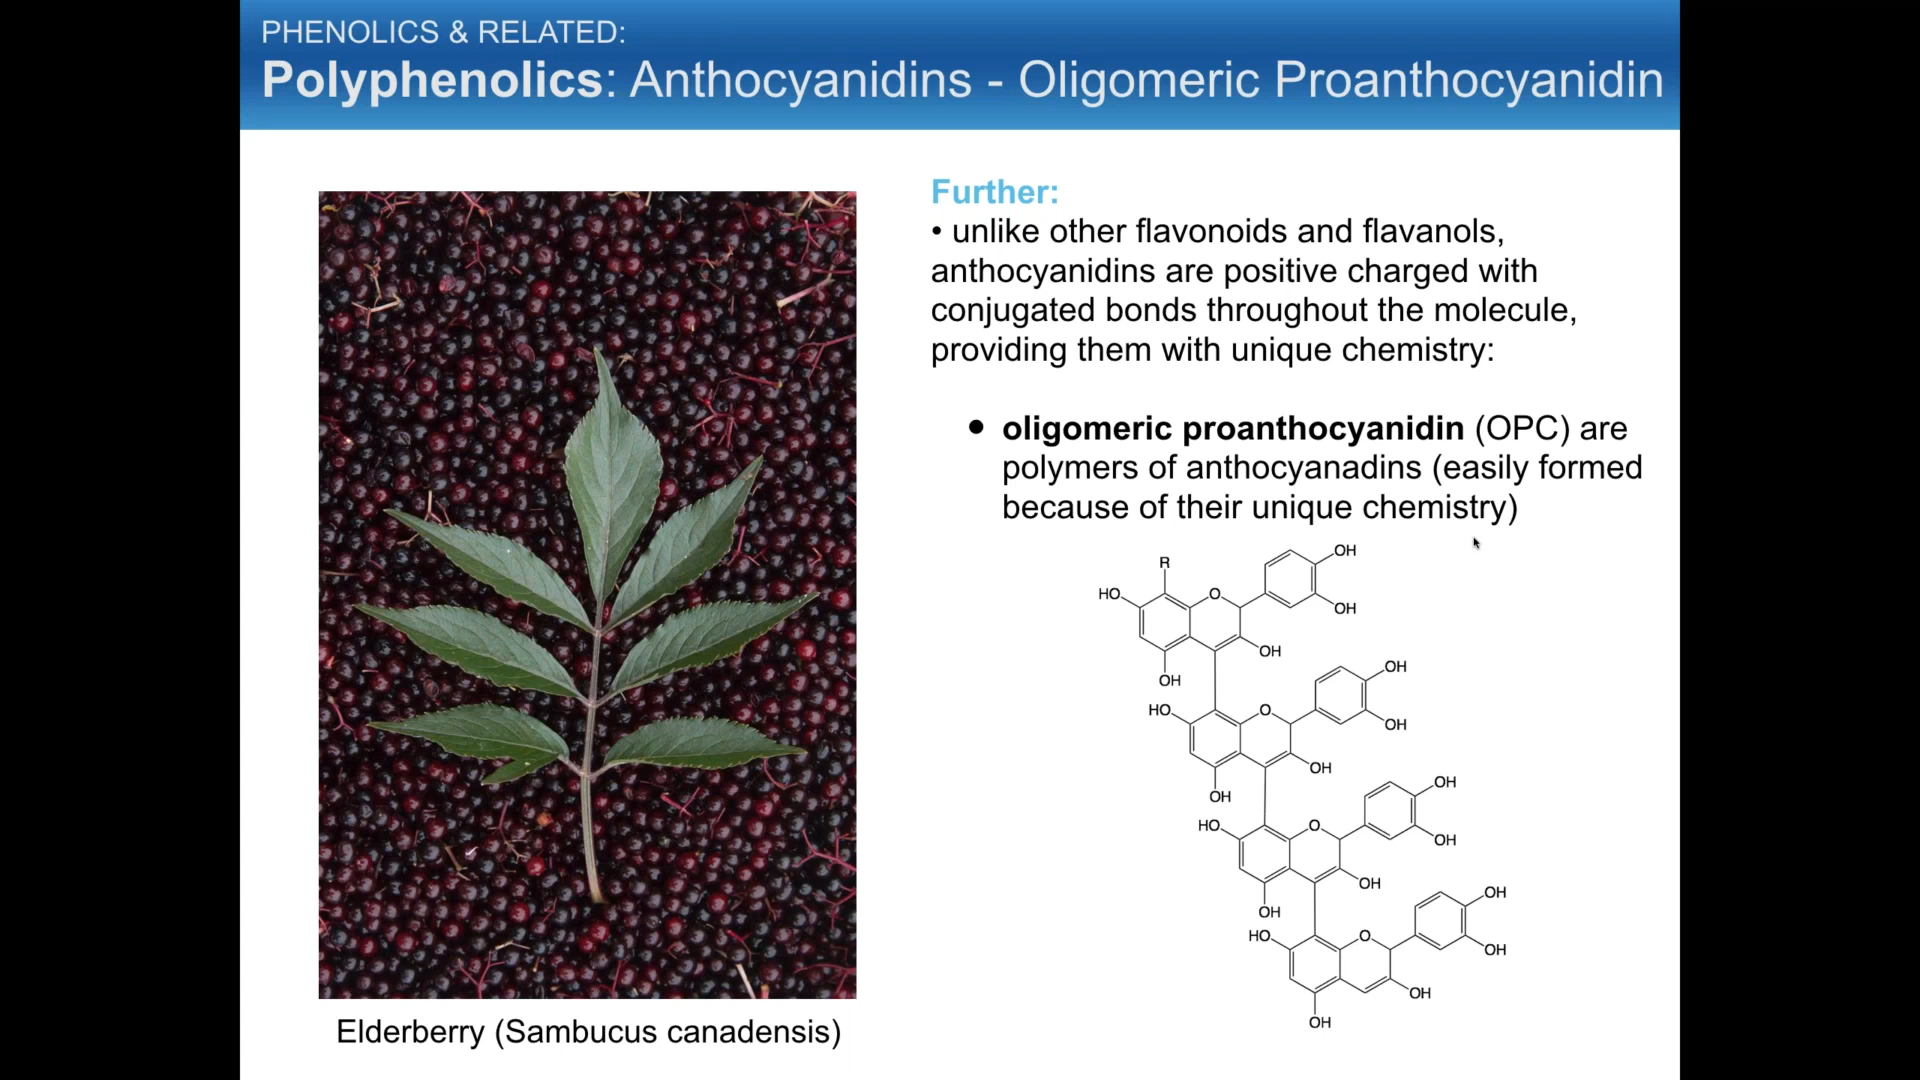 PHENOLICS & RELATED:
Polyphenolics: Anthocyanidins - Oligomeric Proanthocyanidin
Further:
• unlike other flavonoids and flavanols,
anthocyanidins are positive charged with
conjugated bonds throughout the molecule,
providing them with unique chemistry:
• oligomeric proanthocyanidin (OPC) are
polymers of anthocyanadins (easily formed
because of their unique chemistry)
OH
R
HO
O
OH
OH
OH
OH
HO
O
OH
OH
OH
OH
HO
O
OH
OH
OH
OH
HO
O
OH
OH
OH
Elderberry (Sambucus canadensis)